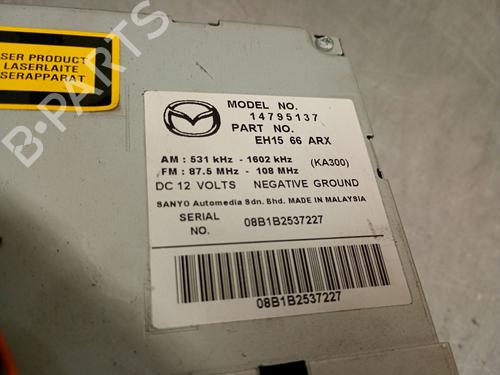 SER PRODUCT
LASERLAITE
SERAPPARAT
B-PARTS
MODEL NO.
14795137
PART NO.
EH15 66 ARX
AM : 531 kHz - 1602 kHz (KA300)
FM : 87.5 MHz - 108 MHz
DC 12 VOLTS NEGATIVE GROUND
SANYO Automedia Sdn. Bhd. MADE IN MALAYSIA
SERIAL NO. 08B1B2537227
08B1B2537227